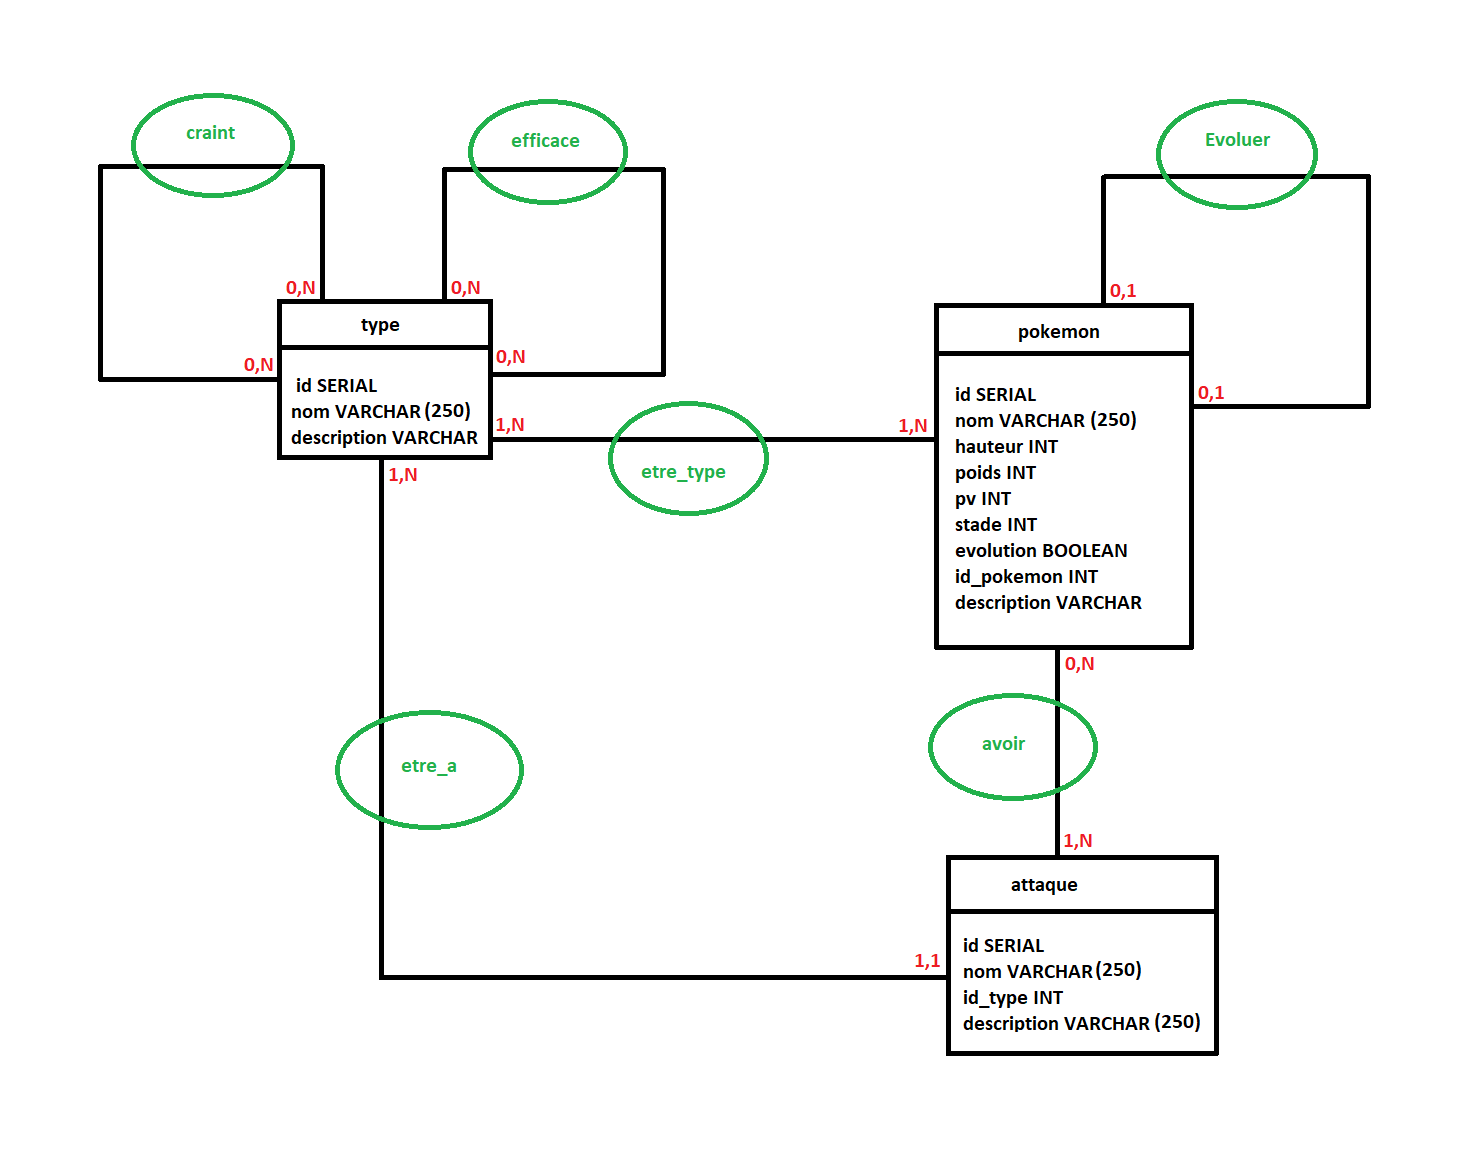 craint
efficace
Evoluer
0,N
0,N
0,1
type
pokemon
0,N
0,N
0,1
id SERIAL
nom VARCHAR (250)
description VARCHAR
1,N
1,N
1,N
etre_type
id SERIAL
nom VARCHAR (250)
hauteur INT
poids INT
pv INT
stade INT
evolution BOOLEAN
id_pokemon INT
description VARCHAR
0,N
avoir
etre_a
1,N
attaque
1,1
id SERIAL
nom VARCHAR (250)
id_type INT
description VARCHAR (250)